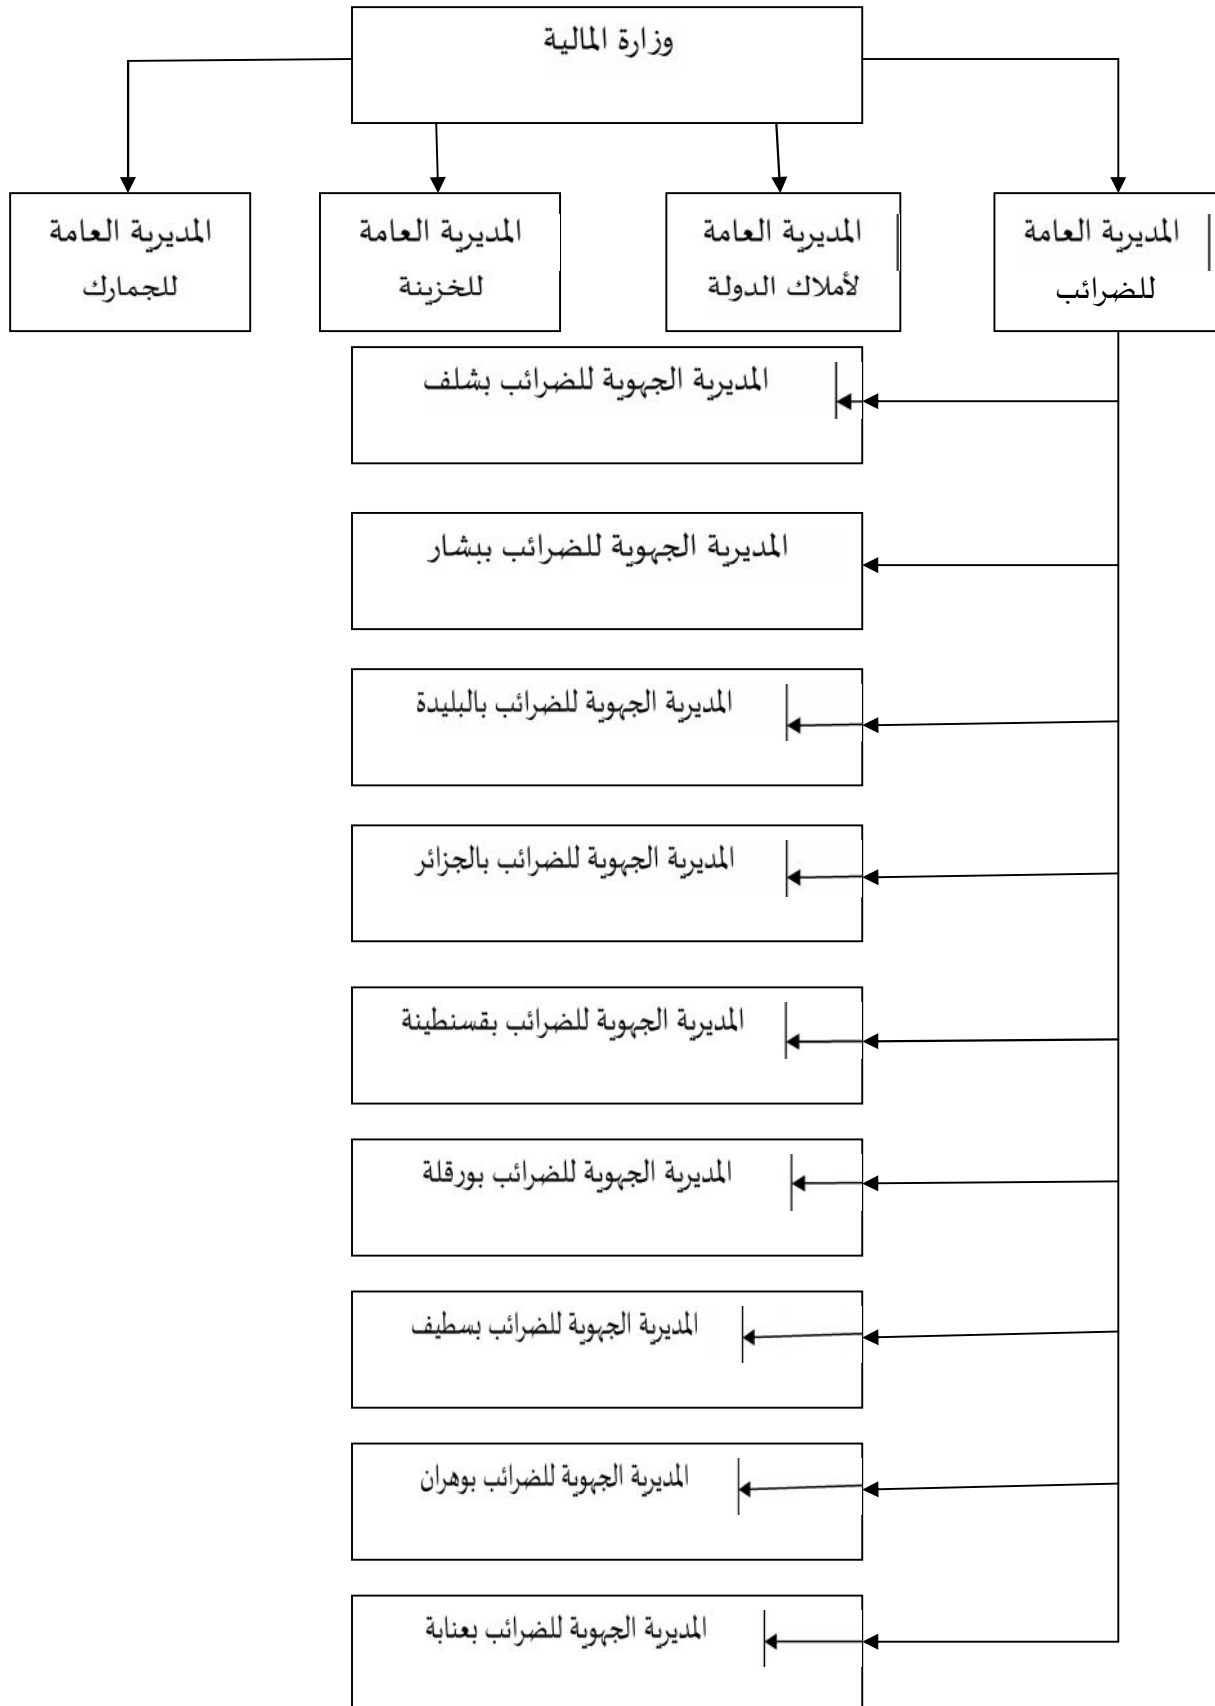 وزارة المالية
المديرية العامة
للضرائب
المديرية العامة
لأملاك الدولة
المديرية العامة
للخزينة
المديرية العامة
للجمارك
المديرية الجهوية للضرائب بشلف
المديرية الجهوية للضرائب ببشار
المديرية الجهوية للضرائب بالبليدة
المديرية الجهوية للضرائب بالجزائر
المديرية الجهوية للضرائب بقسنطينة
المديرية الجهوية للضرائب بورقلة
المديرية الجهوية للضرائب بسطيف
المديرية الجهوية للضرائب بوهران
المديرية الجهوية للضرائب بعنابة